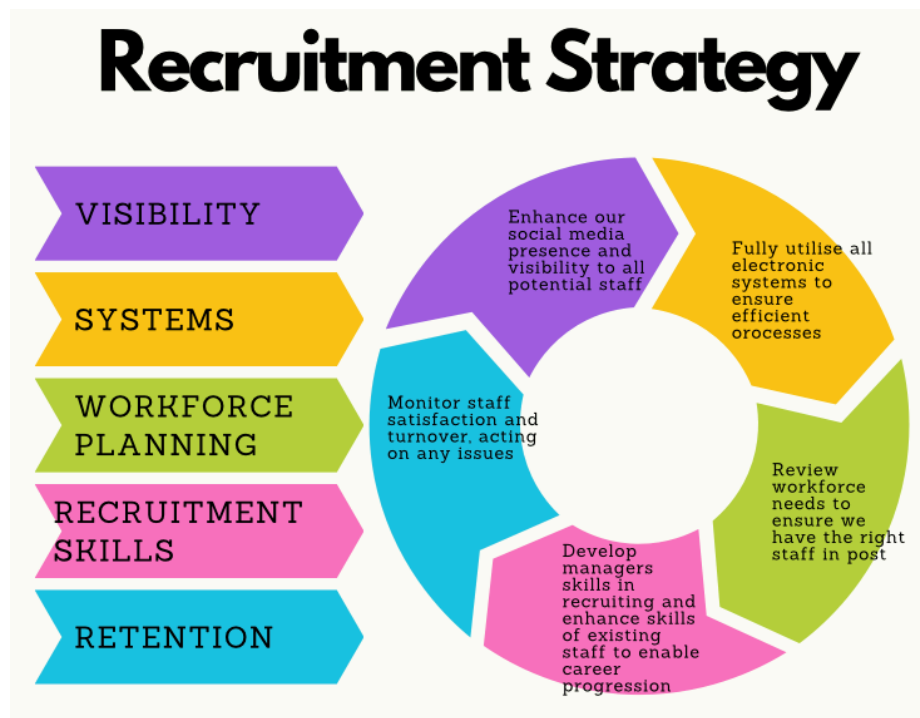 Recruitment Strategy
VISIBILITY
SYSTEMS
WORKFORCE
PLANNING
RECRUITMENT
SKILLS
RETENTION
Enhance our
social media
presence and
visibility to all
potential staff
Fully utilise all
electronic
systems to
ensure
efficient
orocesses
Review
workforce
needs to
ensure we
have the right
staff in post
Develop
managers
skills in
recruiting and
enhance skills
of existing
staff to enable
career
progression
Monitor staff
satisfaction and
turnover, acting
on any issues